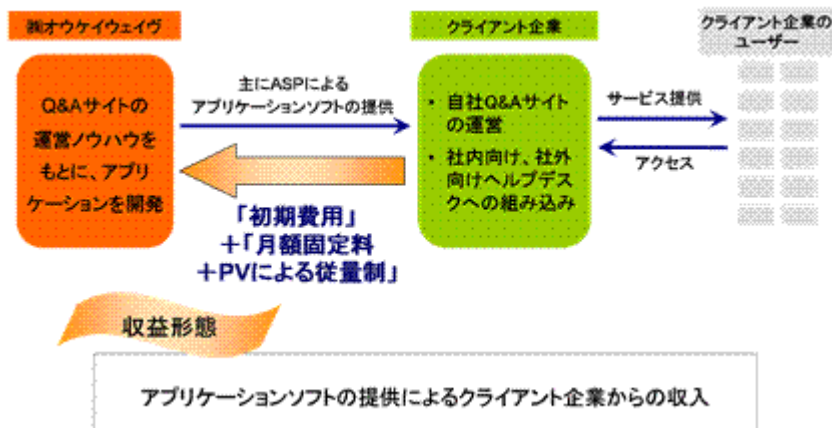 ㈱オウケイウェイヴ
クライアント企業
クライアント企業の
ユーザー
Q&Aサイトの
運営ノウハウを
もとに、アプリ
ケーションを開発
主にASPによる
アプリケーションソフトの提供
「初期費用」
＋「月額固定料
＋PVによる従量制」
・ 自社Q&Aサイト
の運営
・ 社内向け、社外
向けヘルプデス
クへの組み込み
サービス提供
アクセス
収益形態
アプリケーションソフトの提供によるクライアント企業からの収入